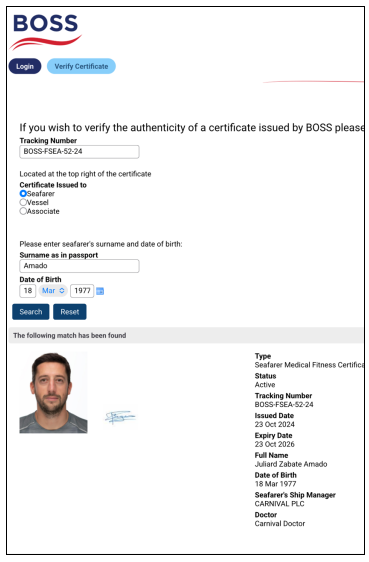 BOSS
Login
Verify Certificate
If you wish to verify the authenticity of a certificate issued by BOSS please
Tracking Number
BOSS-FSEA-52-24
Located at the top right of the certificate
Certificate Issued to
Seafarer
Vessel
Associate
Please enter seafarer's surname and date of birth:
Surname as in passport
Amado
Date of Birth
18 Mar 1977
Search
Reset
The following match has been found
Type
Seafarer Medical Fitness Certifica
Status
Active
Tracking Number
BOSS-FSEA-52-24
Issued Date
23 Oct 2024
Expiry Date
23 Oct 2026
Full Name
Juliard Zabate Amado
Date of Birth
18 Mar 1977
Seafarer's Ship Manager
CARNIVAL PLC
Doctor
Carnival Doctor